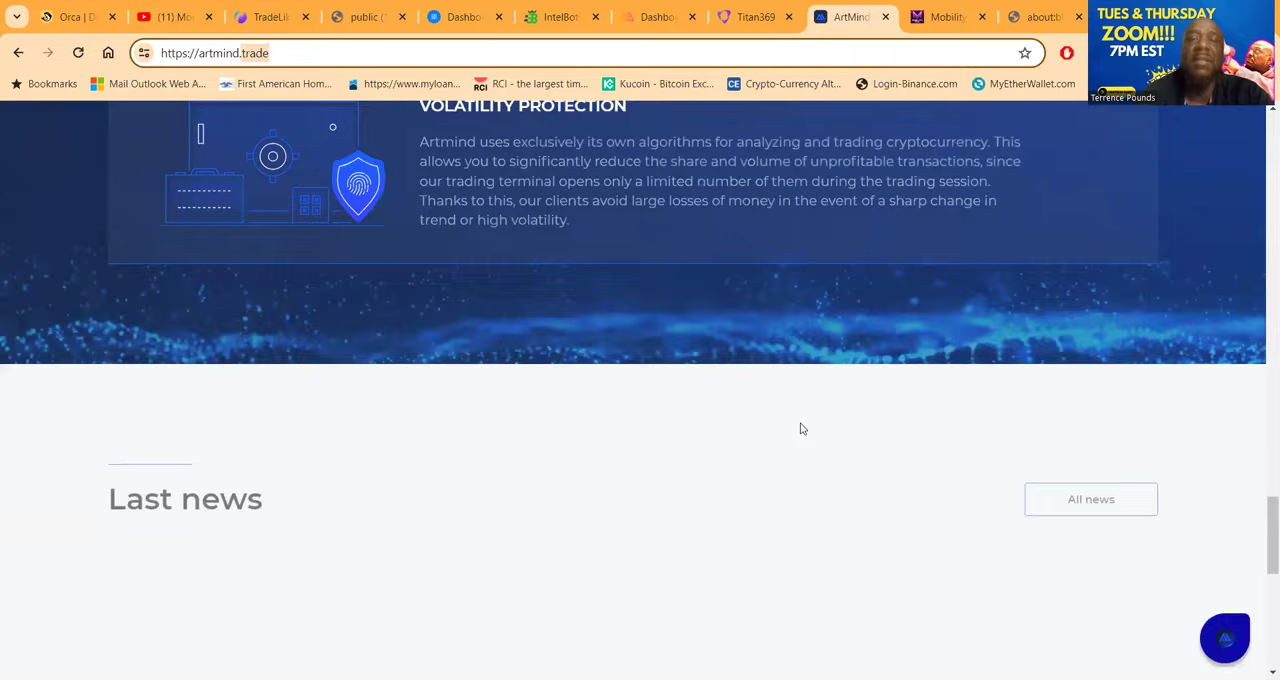 Orca | D
(11) Mo
TradeLi
public (
Dashbo
IntelBot
Dashbo
Titan369
ArtMind
Mobility
about:bl
https://artmind.trade
Bookmarks
Mail Outlook Web A...
First American Hom...
https://www.myloan...
RCI
RCI - the largest tim...
Kucoin - Bitcoin Exc...
CE
Crypto-Currency Alt...
Login-Binance.com
MyEtherWallet.com
TUES & THURSDAY
ZOOM!!!
7PM EST
Terrence Pounds
VOLATILITY PROTECTION
Artmind uses exclusively its own algorithms for analyzing and trading cryptocurrency. This
allows you to significantly reduce the share and volume of unprofitable transactions, since
our trading terminal opens only a limited number of them during the trading session.
Thanks to this, our clients avoid large losses of money in the event of a sharp change in
trend or high volatility.
Last news
All news